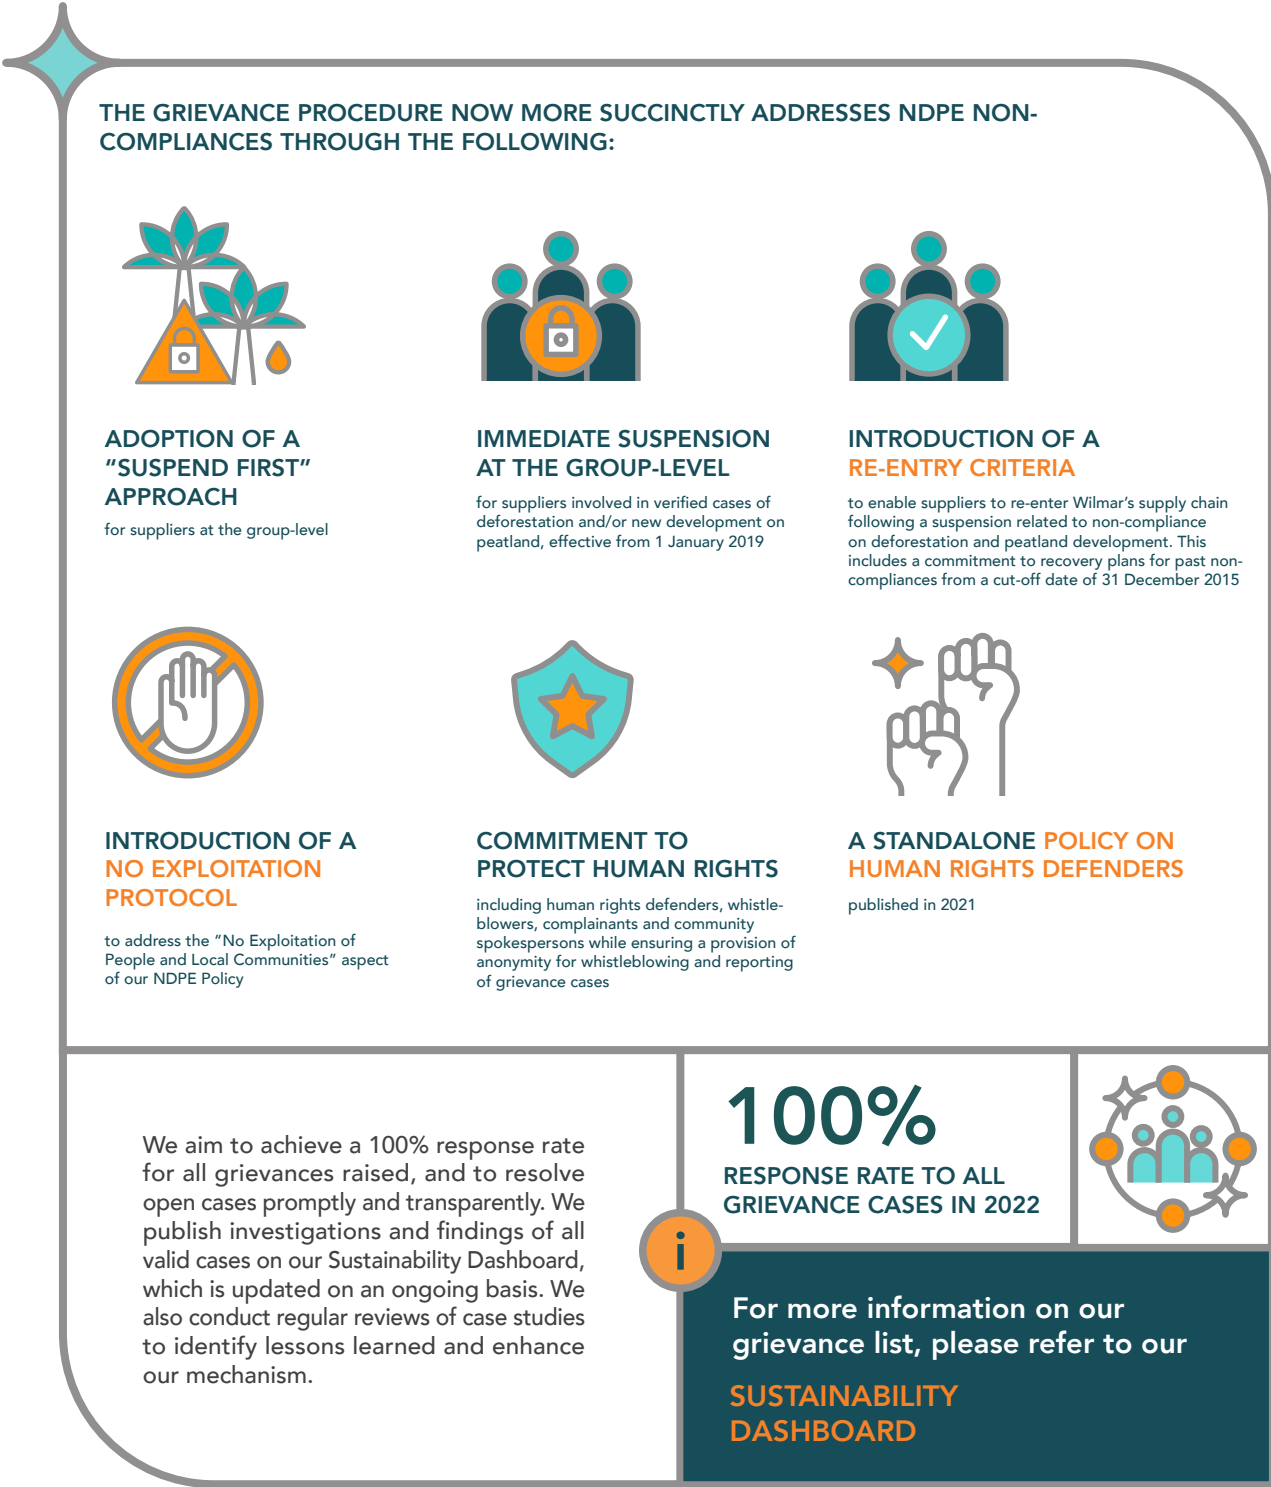 THE GRIEVANCE PROCEDURE NOW MORE SUCCINCTLY ADDRESSES NDPE NON-
COMPLIANCES THROUGH THE FOLLOWING:
ADOPTION OF A
“SUSPEND FIRST”
APPROACH
for suppliers at the group-level
IMMEDIATE SUSPENSION
AT THE GROUP-LEVEL
for suppliers involved in verified cases of
deforestation and/or new development on
peatland, effective from 1 January 2019
INTRODUCTION OF A
RE-ENTRY CRITERIA
to enable suppliers to re-enter Wilmar’s supply chain
following a suspension related to non-compliance
on deforestation and peatland development. This
includes a commitment to recovery plans for past non-
compliances from a cut-off date of 31 December 2015
INTRODUCTION OF A
NO EXPLOITATION
PROTOCOL
to address the “No Exploitation of
People and Local Communities” aspect
of our NDPE Policy
COMMITMENT TO
PROTECT HUMAN RIGHTS
including human rights defenders, whistle-
blowers, complainants and community
spokespersons while ensuring a provision of
anonymity for whistleblowing and reporting
of grievance cases
A STANDALONE POLICY ON
HUMAN RIGHTS DEFENDERS
published in 2021
We aim to achieve a 100% response rate
for all grievances raised, and to resolve
open cases promptly and transparently. We
publish investigations and findings of all
valid cases on our Sustainability Dashboard,
which is updated on an ongoing basis. We
also conduct regular reviews of case studies
to identify lessons learned and enhance
our mechanism.
100%
RESPONSE RATE TO ALL
GRIEVANCE CASES IN 2022
i
For more information on our
grievance list, please refer to our
SUSTAINABILITY
DASHBOARD